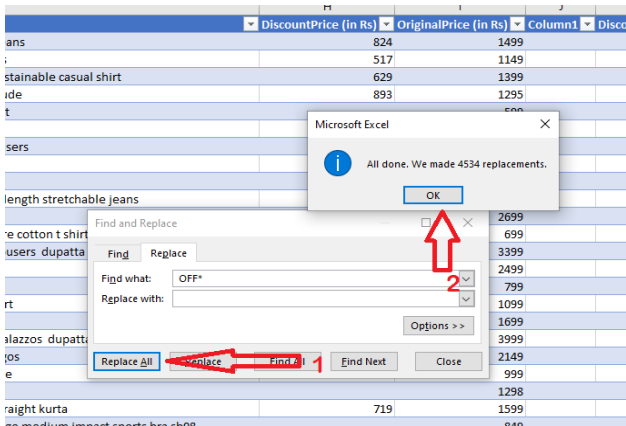 H I J
DiscountPrice (in Rs) OriginalPrice (in Rs) Column1 Disco
ans 824 1499
517 1149
stainable casual shirt 629 1399
ude 893 1295
t 599
sers
length stretchable jeans
2699
re cotton t shirt 699
users dupatta 3399
2499
799
rt 1099
1699
alazzos dupatta 3999
gos 2149
e 999
1298
raight kurta 719 1599
849
Microsoft Excel
All done. We made 4534 replacements.
OK
2
Find and Replace
Find Replace
Find what: OFF*
Replace with:
Options >>
Replace All Replace Find All Find Next Close
1